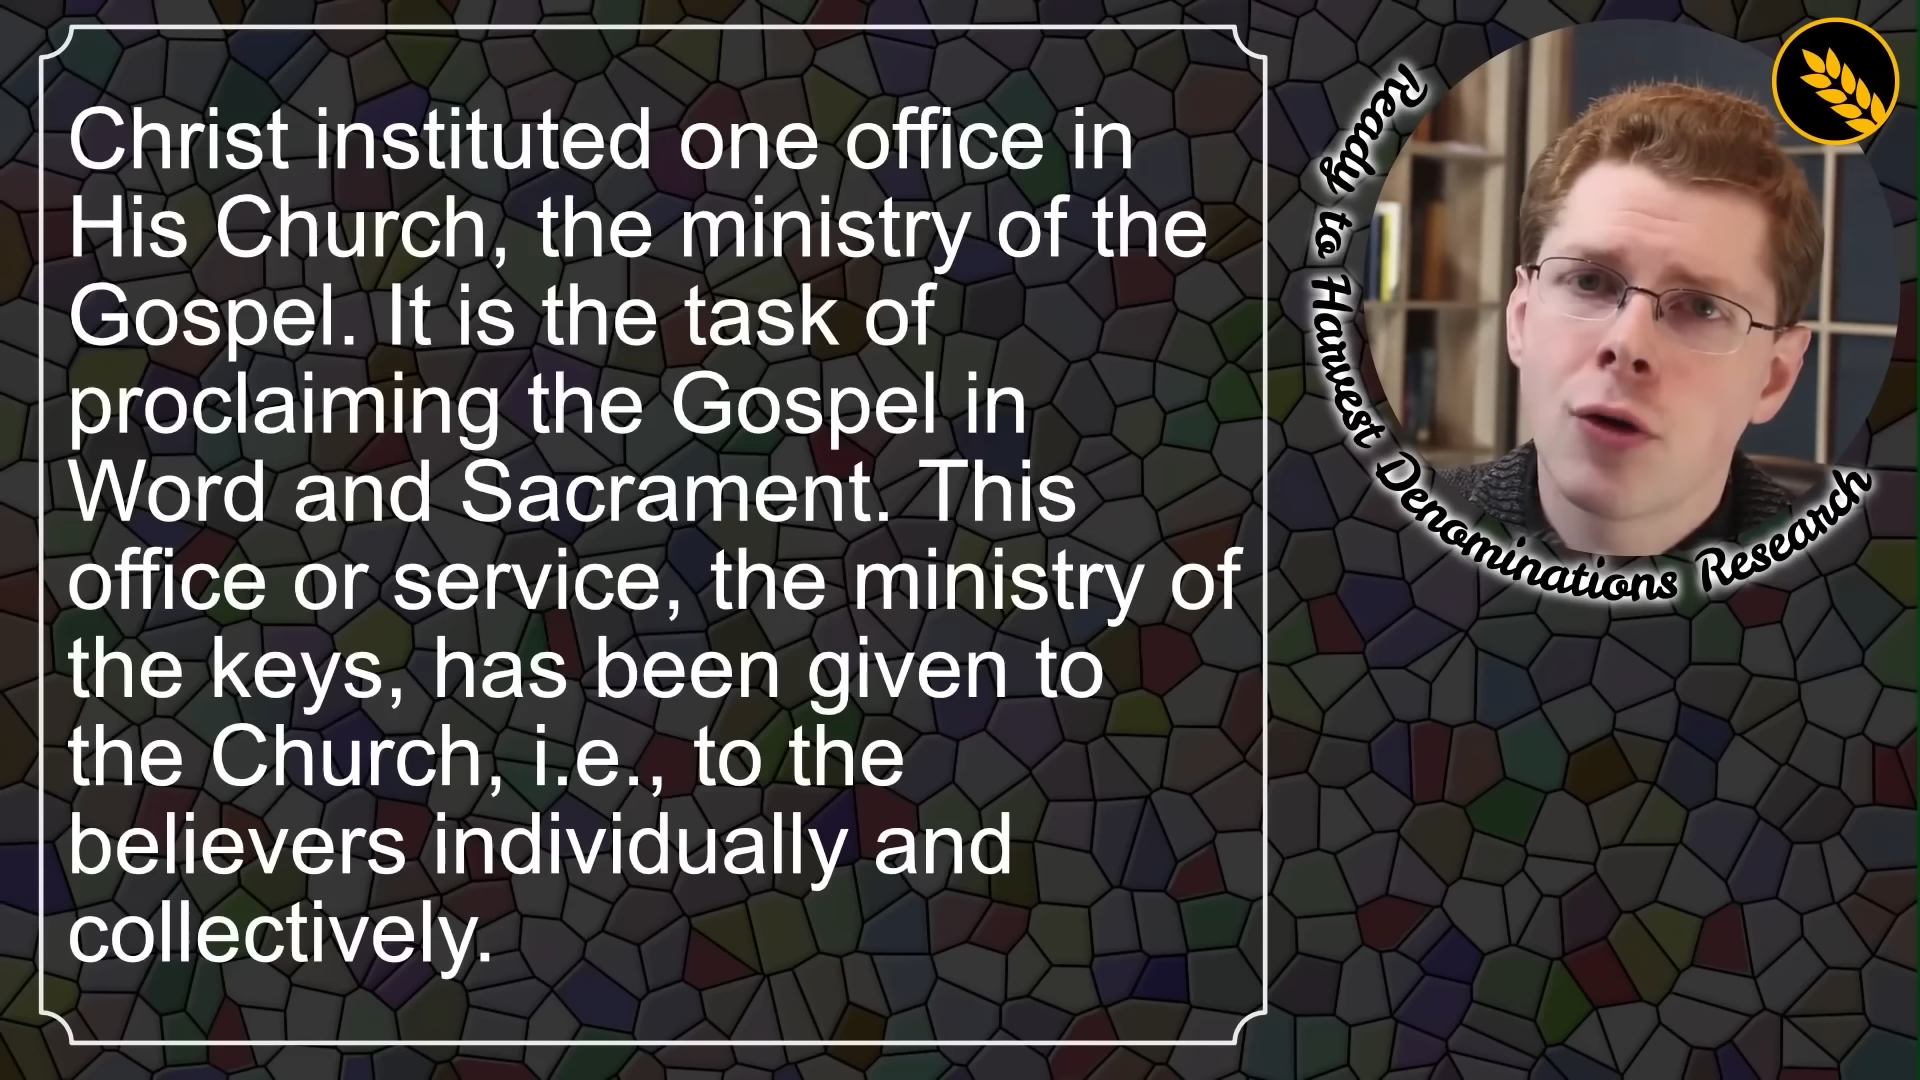 Christ instituted one office in
His Church, the ministry of the
Gospel. It is the task of
proclaiming the Gospel in
Word and Sacrament. This
office or service, the ministry of
the keys, has been given to
the Church, i.e., to the
believers individually and
collectively.
Ready to Harvest Denominations Research